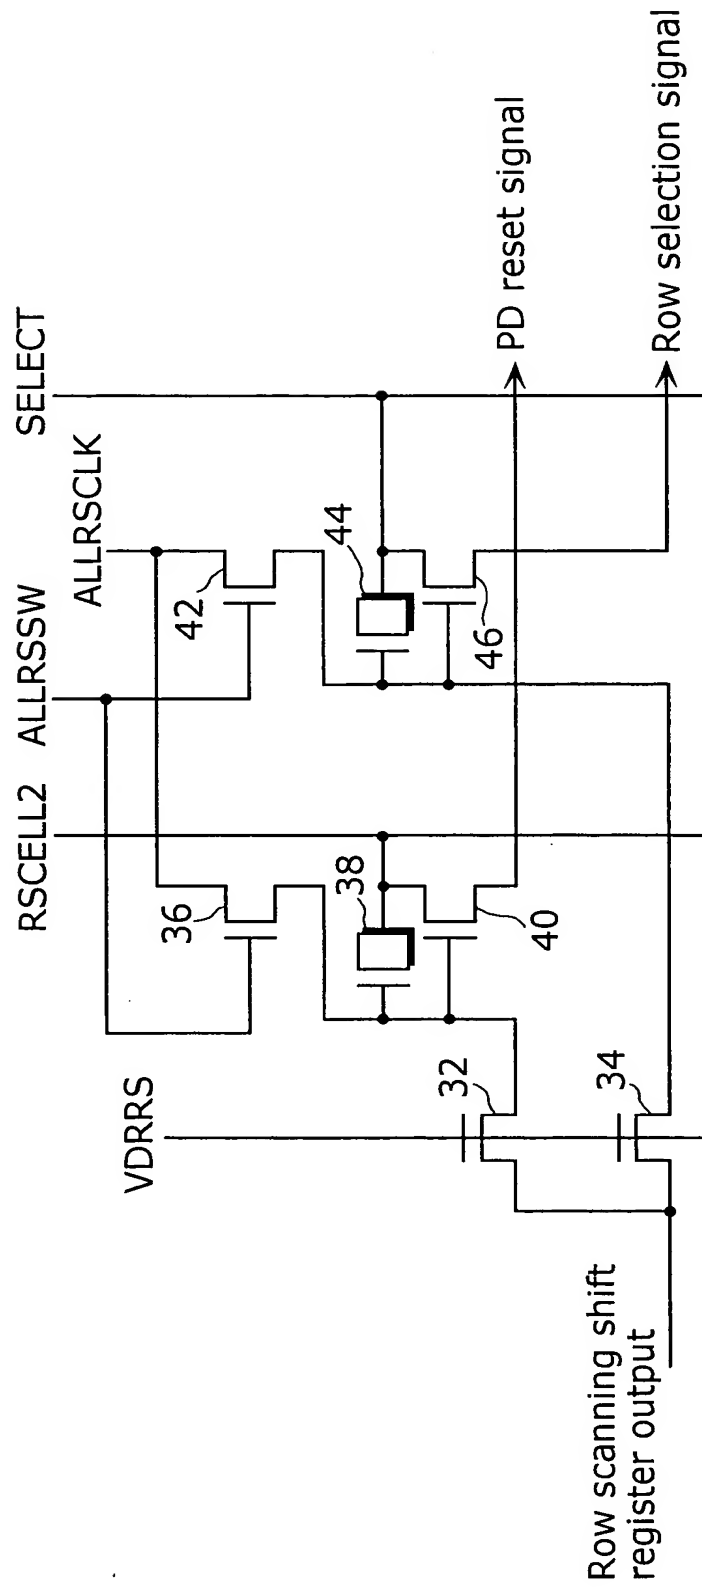 SELECT
ALLRSCLK
ALLRSSW
RSCELL2
VDRRS
PD reset signal
Row selection signal
42
44
46
36
38
40
32
34
Row scanning shift
register output